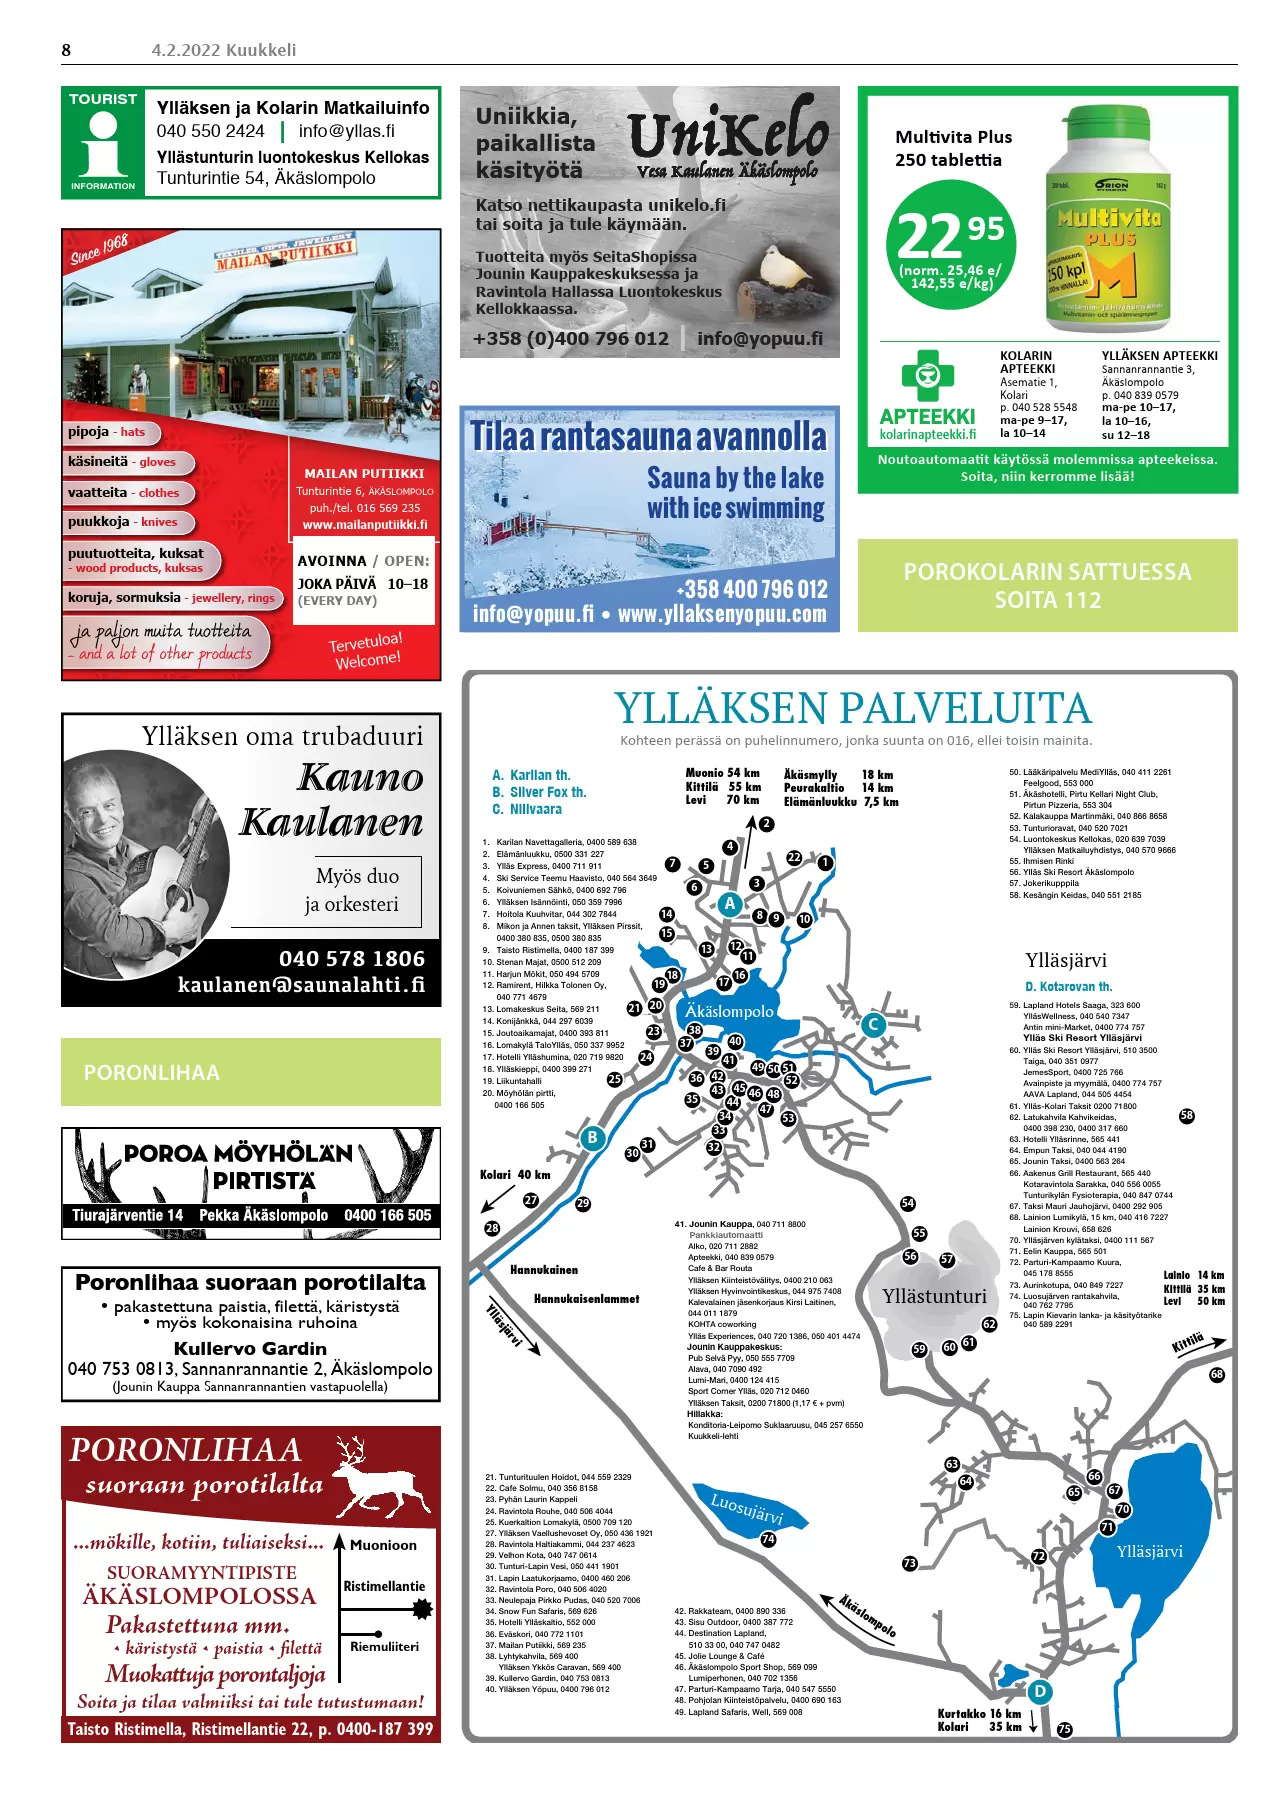 8
4.2.2022 Kuukkeli
TOURIST
INFORMATION
Ylläksen ja Kolarin Matkailuinfo
040 550 2424 | info@yllas.fi
Yllästunturin luontokeskus Kellokas
Tunturintie 54, Äkäslompolo
Since 1968
TEXTILES, GIFTS, JEWELLERY
MAILAN PUTIIKKI
pipoja - hats
käsineitä - gloves
vaatteita - clothes
puukkoja - knives
puutuotteita, kuksat
- wood products, kuksas
koruja, sormuksia - jewellery, rings
ja paljon muita tuotteita
- and a lot of other products
MAILAN PUTIIKKI
Tunturintie 6, ÄKÄSLOMPOLO
puh./tel. 016 569 235
www.mailanputiikki.fi
AVOINNA / OPEN:
JOKA PÄIVÄ 10–18
(EVERY DAY)
Tervetuloa!
Welcome!
Ylläksen oma trubaduuri
Kauno
Kaulanen
Myös duo
ja orkesteri
040 578 1806
kaulanen@saunalahti.fi
PORONLIHAA
POROA MÖYHÖLÄN
PIRTISTÄ
Tiurajärventie 14 Pekka Äkäslompolo 0400 166 505
Poronlihaa suoraan porotilalta
• pakastettuna paistia, filettä, käristystä
• myös kokonaisina ruhoina
Kullervo Gardin
040 753 0813, Sannanrannantie 2, Äkäslompolo
(Jounin Kauppa Sannanrannantien vastapuolella)
PORONLIHAA
suoraan porotilalta
...mökille, kotiin, tuliaiseksi...
SUORAMYYNTIPISTE
ÄKÄSLOMPOLOSSA
Pakastettuna mm.
• käristystä • paistia • filettä
Muokattuja porontaljoja
Soita ja tilaa valmiiksi tai tule tutustumaan!
Muonioon
Ristimellantie
Riemuliiteri
Taisto Ristimella, Ristimellantie 22, p. 0400-187 399
Uniikkia,
paikallista
käsityötä
UniKelo
Vesa Kaulanen Äkäslompolo
Katso nettikaupasta unikelo.fi
tai soita ja tule käymään.
Tuotteita myös SeitaShopissa
Jounin Kauppakeskuksessa ja
Ravintola Hallassa Luontokeskus
Kellokkaassa.
+358 (0)400 796 012 | info@yopuu.fi
Tilaa rantasauna avannolla
Sauna by the lake
with ice swimming
+358 400 796 012
info@yopuu.fi • www.yllaksenyopuu.com
Multivita Plus
250 tablettia
22 95
(norm. 25,46 e/
142,55 e/kg)
250 tabl.
ORION
PHARMA
162 g
Multivita
PLUS
250 kpl
M
APTEEKKI
kolarinapteekki.fi
KOLARIN
APTEEKKI
Asematie 1,
Kolari
p. 040 528 5548
ma-pe 9–17,
la 10–14
YLLÄKSEN APTEEKKI
Sannanrannantie 3,
Äkäslompolo
p. 040 839 0579
ma-pe 10–17,
la 10–16,
su 12–18
Noutoautomaatit käytössä molemmissa apteekeissa.
Soita, niin kerromme lisää!
POROKOLARIN SATTUESSA
SOITA 112
YLLÄKSEN PALVELUITA
Kohteen perässä on puhelinnumero, jonka suunta on 016, ellei toisin mainita.
A. Karilan th.
B. Silver Fox th.
C. Niilivaara
Muonio 54 km
Kittilä 55 km
Levi 70 km
Äkäsmylly 18 km
Peurakaltio 14 km
Elämänluukku 7,5 km
1. Karilan Navettagalleria, 0400 589 638
2. Elämänluukku, 0500 331 227
3. Ylläs Express, 0400 711 911
4. Ski Service Teemu Haavisto, 040 564 3649
5. Koivuniemen Sähkö, 0400 692 796
6. Ylläksen Isännöinti, 050 359 7996
7. Hoitola Kuuhvitar, 044 302 7844
8. Mikon ja Annen taksit, Ylläksen Pirssit,
0400 380 835, 0500 380 835
9. Taisto Ristimella, 0400 187 399
10. Stenan Majat, 0500 512 209
11. Harjun Mökit, 050 494 5709
12. Ramirent, Hilkka Tolonen Oy,
040 771 4679
13. Lomakeskus Seita, 569 211
14. Konijänkkä, 044 297 6039
15. Joutoaikamajat, 0400 393 811
16. Lomakylä TaloYlläs, 050 337 9952
17. Hotelli Ylläshumina, 020 719 9820
18. Ylläskieppi, 0400 399 271
19. Liikuntahalli
20. Möyhölän pirtti,
0400 166 505
21. Tunturituulen Hoidot, 044 559 2329
22. Cafe Solmu, 040 356 8158
23. Pyhän Laurin Kappeli
24. Ravintola Rouhe, 040 506 4044
25. Kuerkaltion Lomakylä, 0500 709 120
27. Ylläksen Vaellushevoset Oy, 050 436 1921
28. Ravintola Haltiakammi, 044 237 4623
29. Velhon Kota, 040 747 0614
30. Tunturi-Lapin Vesi, 050 441 1901
31. Lapin Laatukorjaamo, 0400 460 206
32. Ravintola Poro, 040 506 4020
33. Neulepaja Pirkko Pudas, 040 520 7006
34. Snow Fun Safaris, 569 626
35. Hotelli Ylläskaltio, 552 000
36. Eväskori, 040 772 1101
37. Mailan Putiikki, 569 235
38. Lyhtykahvila, 569 400
Ylläksen Ykkös Caravan, 569 400
39. Kullervo Gardin, 040 753 0813
40. Ylläksen Yöpuu, 0400 796 012
41. Jounin Kauppa, 040 711 8800
Pankkiautomaatti
Alko, 020 711 2882
Apteekki, 040 839 0579
Cafe & Bar Routa
Ylläksen Kiinteistövälitys, 0400 210 063
Ylläksen Hyvinvointikeskus, 044 975 7408
Kalevalainen jäsenkorjaus Kirsi Laitinen,
044 011 1879
KOHTA coworking
Ylläs Experiences, 040 720 1386, 050 401 4474
Jounin Kauppakeskus:
Pub Selvä Pyy, 050 555 7709
Alava, 040 7090 492
Lumi-Mari, 0400 124 415
Sport Corner Ylläs, 020 712 0460
Ylläksen Taksit, 0200 71800 (1,17 € + pvm)
Hillakka:
Konditoria-Leipomo Suklaaruusu, 045 257 6550
Kuukkeli-lehti
42. Rakkateam, 0400 890 336
43. Sisu Outdoor, 0400 387 772
44. Destination Lapland,
510 33 00, 040 747 0482
45. Jolie Lounge & Café
46. Äkäslompolo Sport Shop, 569 099
Lumiperhonen, 040 702 1356
47. Parturi-Kampaamo Tarja, 040 547 5550
48. Pohjolan Kiinteistöpalvelu, 0400 690 163
49. Lapland Safaris, Well, 569 008
50. Lääkäripalvelu MediYlläs, 040 411 2261
Feelgood, 553 000
51. Äkäshotelli, Pirtu Kellari Night Club,
Pirtun Pizzeria, 553 304
52. Kalakauppa Martinmäki, 040 866 8658
53. Tunturioravat, 040 520 7021
54. Luontokeskus Kellokas, 020 639 7039
Ylläksen Matkailuyhdistys, 040 570 9666
55. Ihmisen Rinki
56. Ylläs Ski Resort Äkäslompolo
57. Jokerikupppila
58. Kesängin Keidas, 040 551 2185
Ylläsjärvi
D. Kotarovan th.
59. Lapland Hotels Saaga, 323 600
YlläsWellness, 040 540 7347
Antin mini-Market, 0400 774 757
Ylläs Ski Resort Ylläsjärvi
60. Ylläs Ski Resort Ylläsjärvi, 510 3500
Taiga, 040 351 0977
JemesSport, 0400 725 766
Avainpiste ja myymälä, 0400 774 757
AAVA Lapland, 044 505 4454
61. Ylläs-Kolari Taksit 0200 71800
62. Latukahvila Kahvikeidas,
0400 398 230, 0400 317 660
63. Hotelli Ylläsrinne, 565 441
64. Empun Taksi, 040 044 4190
65. Jounin Taksi, 0400 563 264
66. Aakenus Grill Restaurant, 565 440
Kotaravintola Sarakka, 040 556 0055
Tunturikylän Fysioterapia, 040 847 0744
67. Taksi Mauri Jauhojärvi, 0400 292 905
68. Lainion Lumikylä, 15 km, 040 416 7227
Lainion Krouvi, 658 626
70. Ylläsjärven kylätaksi, 0400 111 567
71. Eelin Kauppa, 565 501
72. Parturi-Kampaamo Kuura,
045 178 8555
73. Aurinkotupa, 040 849 7227
74. Luosujärven rantakahvila,
040 762 7795
75. Lapin Kievarin lanka- ja käsityötarike
040 589 2291
Lainio 14 km
Kittilä 35 km
Levi 50 km
Kittilä
Äkäslompolo
Kolari 40 km
Hannukainen
Hannukaisenlammet
Ylläsjärvi
Yllästunturi
Luosujärvi
Ylläsjärvi
Äkäslompolo
Kurtakko 16 km
Kolari 35 km
A
B
C
D